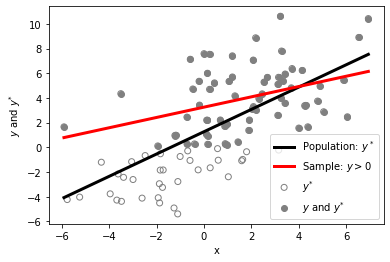 10
8
6
4
2
0
−2
−4
−6
y and y*
−6 −4 −2 0 2 4 6
x
Population: y*
Sample: y > 0
y*
y and y*